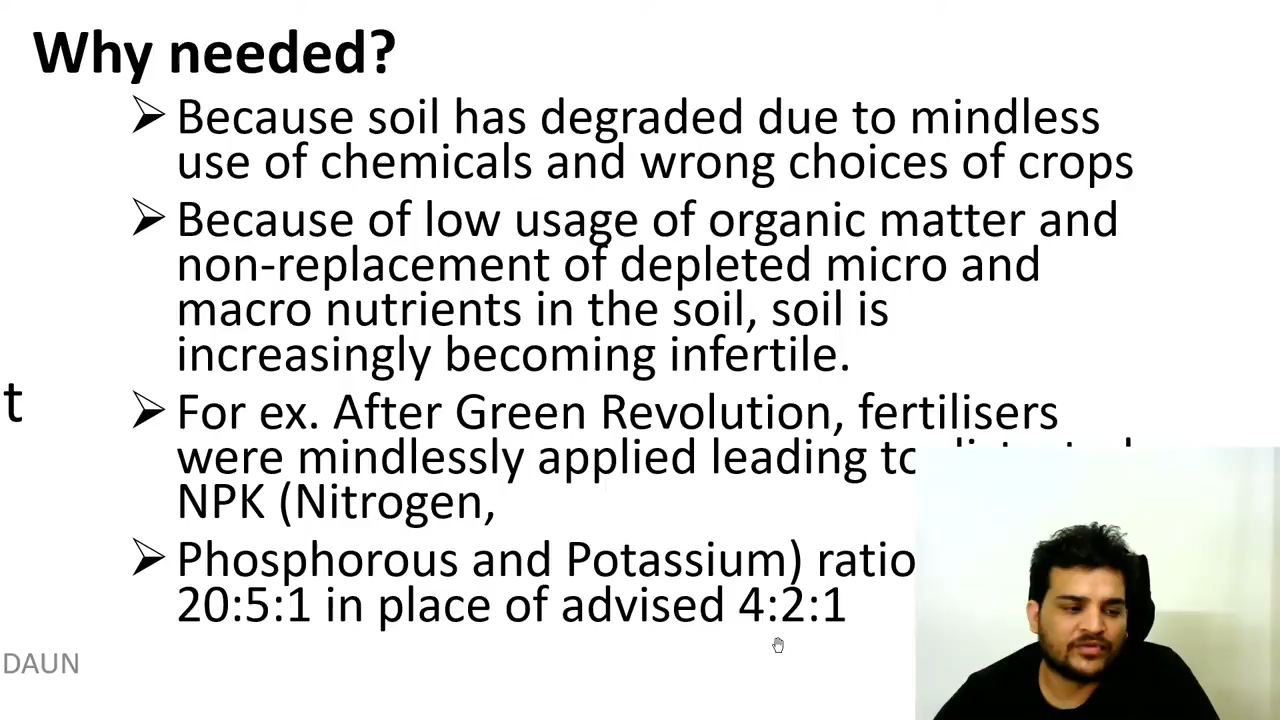 Why needed?
➢ Because soil has degraded due to mindless
use of chemicals and wrong choices of crops
➢ Because of low usage of organic matter and
non-replacement of depleted micro and
macro nutrients in the soil, soil is
increasingly becoming infertile.
t
➢ For ex. After Green Revolution, fertilisers
were mindlessly applied leading to
NPK (Nitrogen,
➢ Phosphorous and Potassium) ratio
20:5:1 in place of advised 4:2:1
DAUN